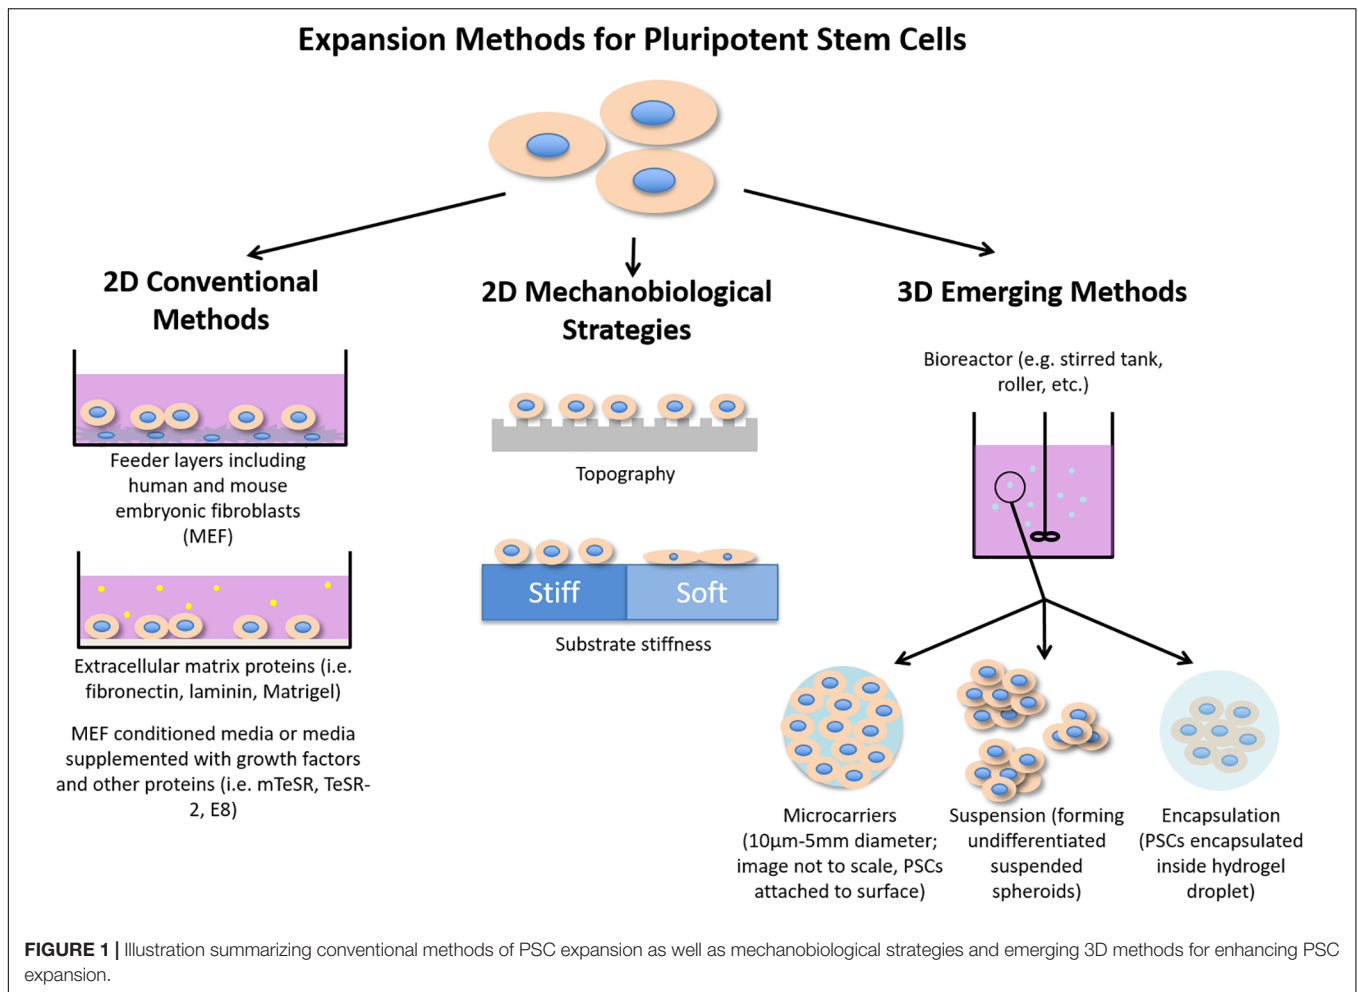 Expansion Methods for Pluripotent Stem Cells
2D Conventional
Methods
Feeder layers including
human and mouse
embryonic fibroblasts
(MEF)
Extracellular matrix proteins (i.e.
fibronectin, laminin, Matrigel)
MEF conditioned media or media
supplemented with growth factors
and other proteins (i.e. mTeSR, TeSR-
2, E8)
2D Mechanobiological
Strategies
Topography
Stiff
Soft
Substrate stiffness
3D Emerging Methods
Bioreactor (e.g. stirred tank,
roller, etc.)
Microcarriers
(10µm-5mm diameter;
image not to scale, PSCs
attached to surface)
Suspension (forming
undifferentiated
suspended
spheroids)
Encapsulation
(PSCs encapsulated
inside hydrogel
droplet)
FIGURE 1 | Illustration summarizing conventional methods of PSC expansion as well as mechanobiological strategies and emerging 3D methods for enhancing PSC
expansion.